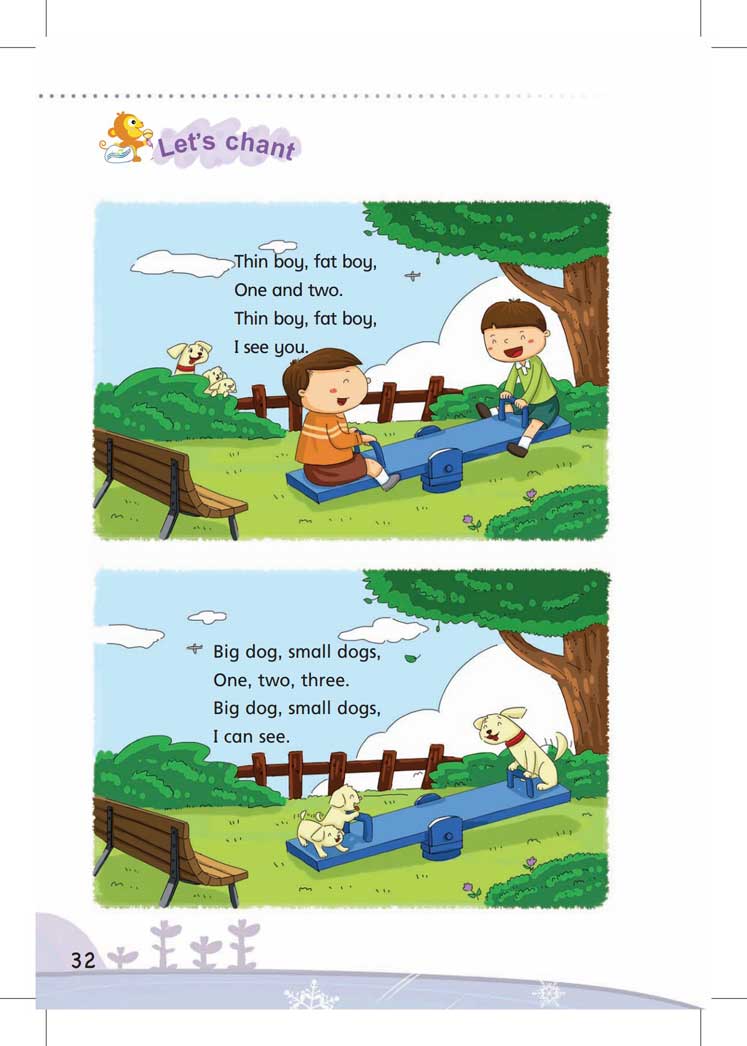 Let's chant
Thin boy, fat boy,
One and two.
Thin boy, fat boy,
I see you.
Big dog, small dogs,
One, two, three.
Big dog, small dogs,
I can see.
32